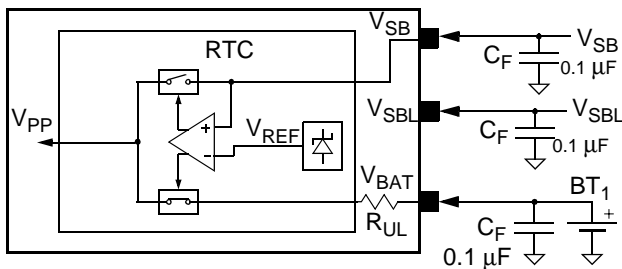 V_SB
RTC
V_SB
C_F
0.1 µF
V_PP
+
−
V_REF
V_SBL
V_SBL
C_F
0.1 µF
V_BAT
R_UL
BT_1
+
C_F
0.1 µF